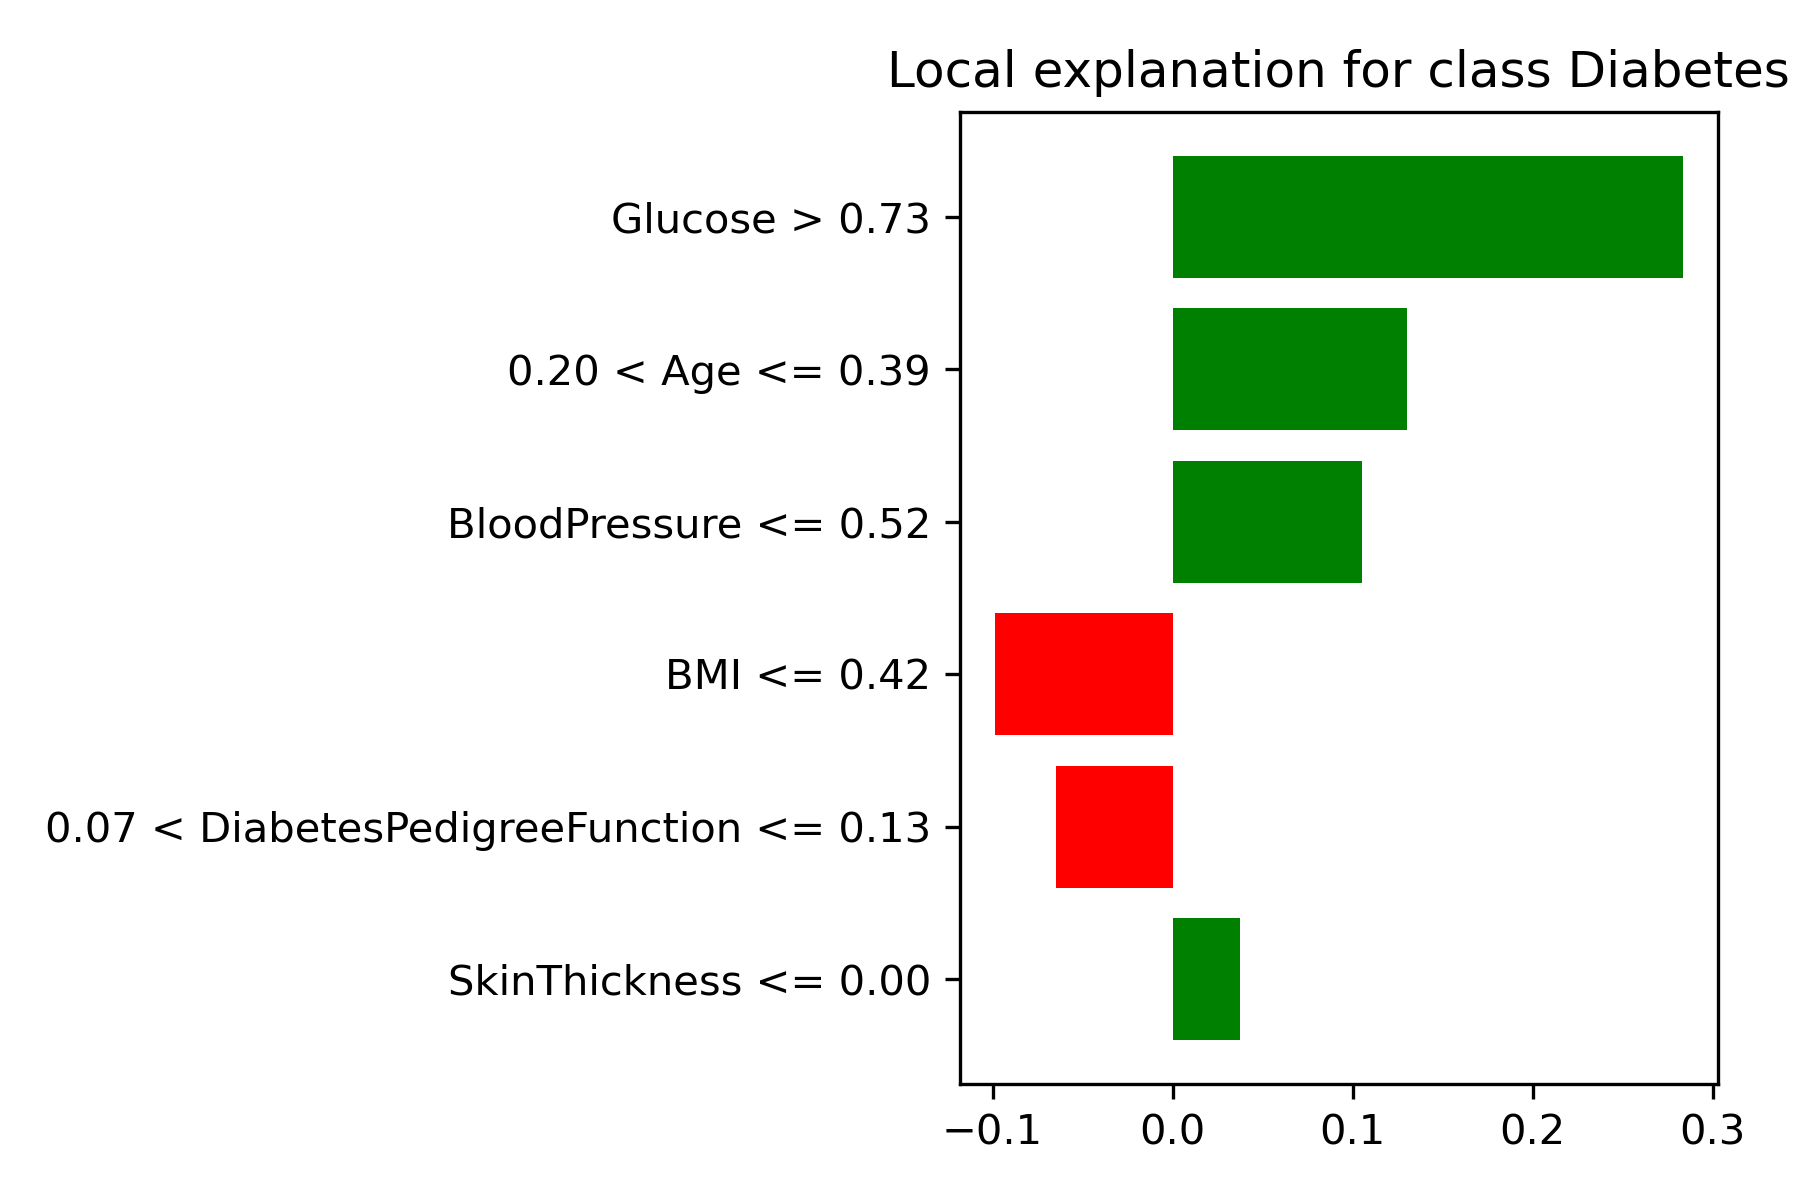 Local explanation for class Diabetes
Glucose > 0.73
0.20 < Age <= 0.39
BloodPressure <= 0.52
BMI <= 0.42
0.07 < DiabetesPedigreeFunction <= 0.13
SkinThickness <= 0.00
−0.1 0.0 0.1 0.2 0.3